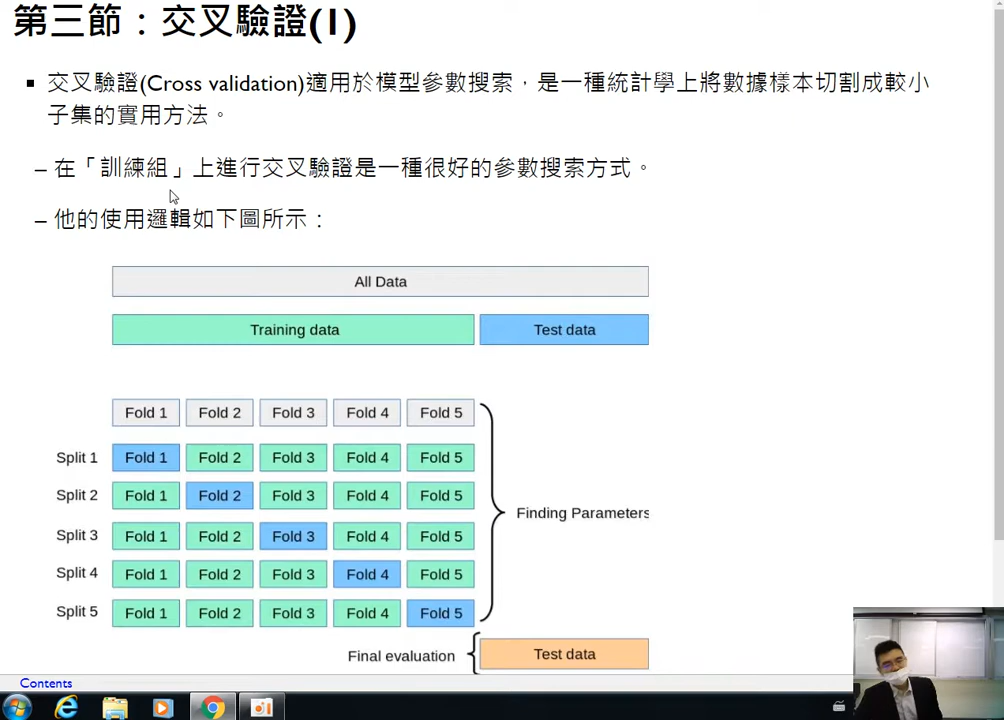 第三節：交叉驗證(1)
▪ 交叉驗證(Cross validation)適用於模型參數搜索，是一種統計學上將數據樣本切割成較小
子集的實用方法。
– 在「訓練組」上進行交叉驗證是一種很好的參數搜索方式。
– 他的使用邏輯如下圖所示：
All Data
Training data Test data
Fold 1 Fold 2 Fold 3 Fold 4 Fold 5
Split 1 Fold 1 Fold 2 Fold 3 Fold 4 Fold 5
Split 2 Fold 1 Fold 2 Fold 3 Fold 4 Fold 5
Finding Parameters
Split 3 Fold 1 Fold 2 Fold 3 Fold 4 Fold 5
Split 4 Fold 1 Fold 2 Fold 3 Fold 4 Fold 5
Split 5 Fold 1 Fold 2 Fold 3 Fold 4 Fold 5
Final evaluation Test data
Contents